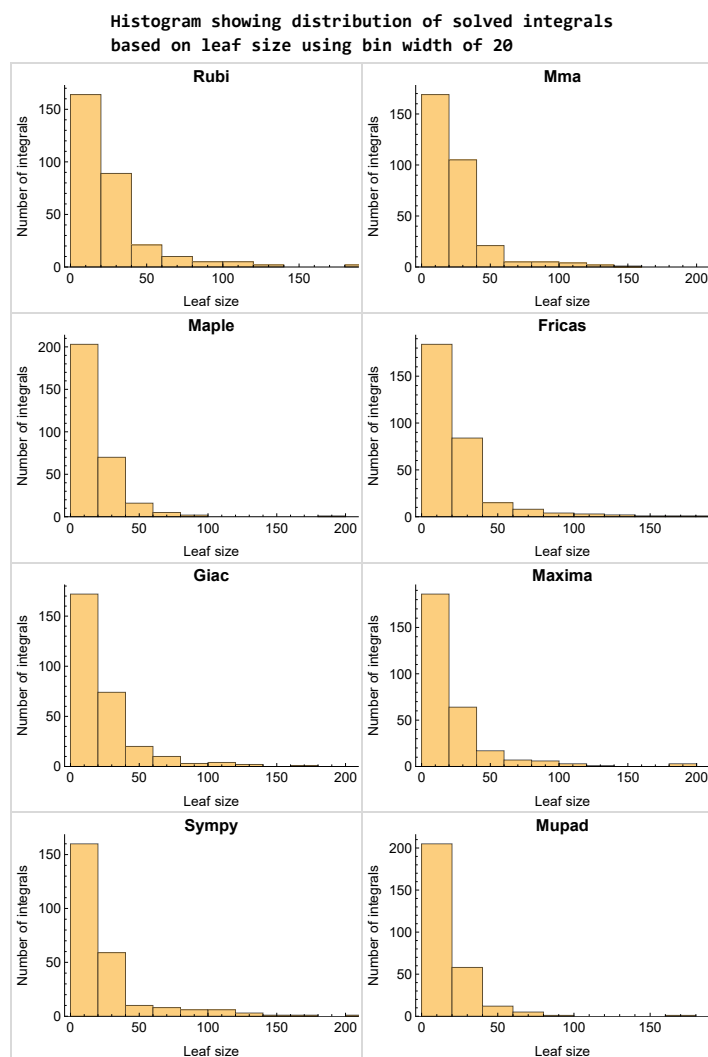 Histogram showing distribution of solved integrals
based on leaf size using bin width of 20
Rubi
Number of integrals
150
100
50
0
0 50 100 150
Leaf size
Mma
Number of integrals
150
100
50
0
0 50 100 150 200
Leaf size
Maple
Number of integrals
200
150
100
50
0
0 50 100 150 200
Leaf size
Fricas
Number of integrals
150
100
50
0
0 50 100 150
Leaf size
Giac
Number of integrals
150
100
50
0
0 50 100 150 200
Leaf size
Maxima
Number of integrals
150
100
50
0
0 50 100 150 200
Leaf size
Sympy
Number of integrals
150
100
50
0
0 50 100 150 200
Leaf size
Mupad
Number of integrals
200
150
100
50
0
0 50 100 150
Leaf size